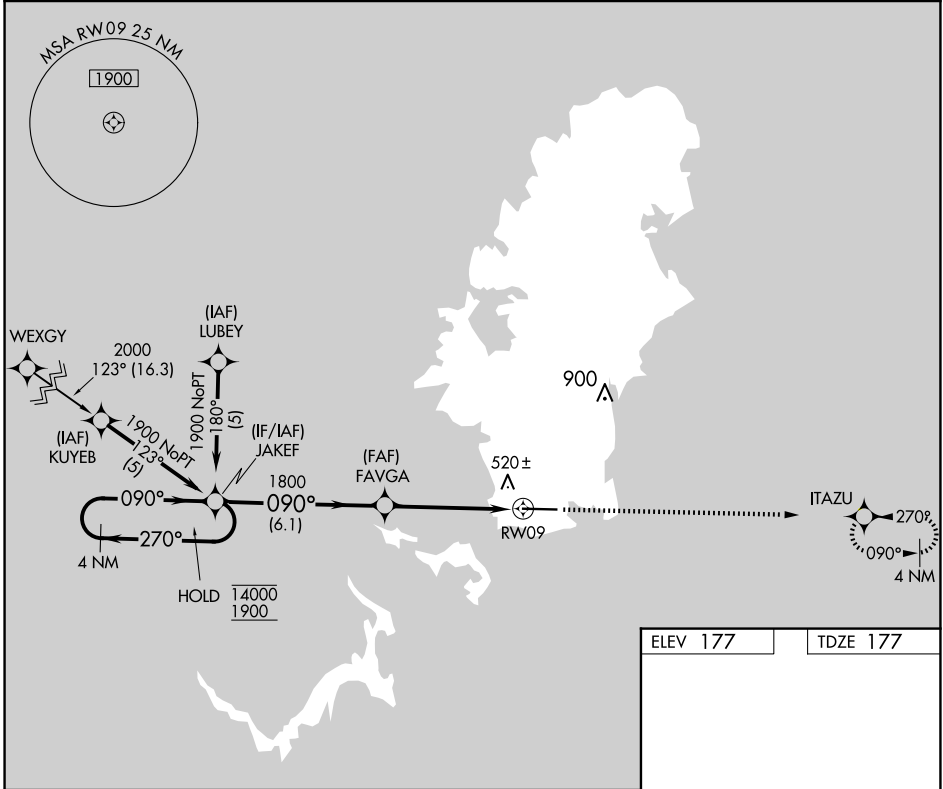 MSA RW09 25 NM
1900
WEXGY
2000
123° (16.3)
(IAF)
LUBEY
(IAF)
KUYEB
1900 NoPT
123°
(5)
1900 NoPT
180°
(5)
(IF/IAF)
JAKEF
1800
090°
(6.1)
(FAF)
FAVGA
090°
270°
4 NM
HOLD
14000
1900
900
520±
RW09
ITAZU
270°
090°
4 NM
ELEV 177
TDZE 177